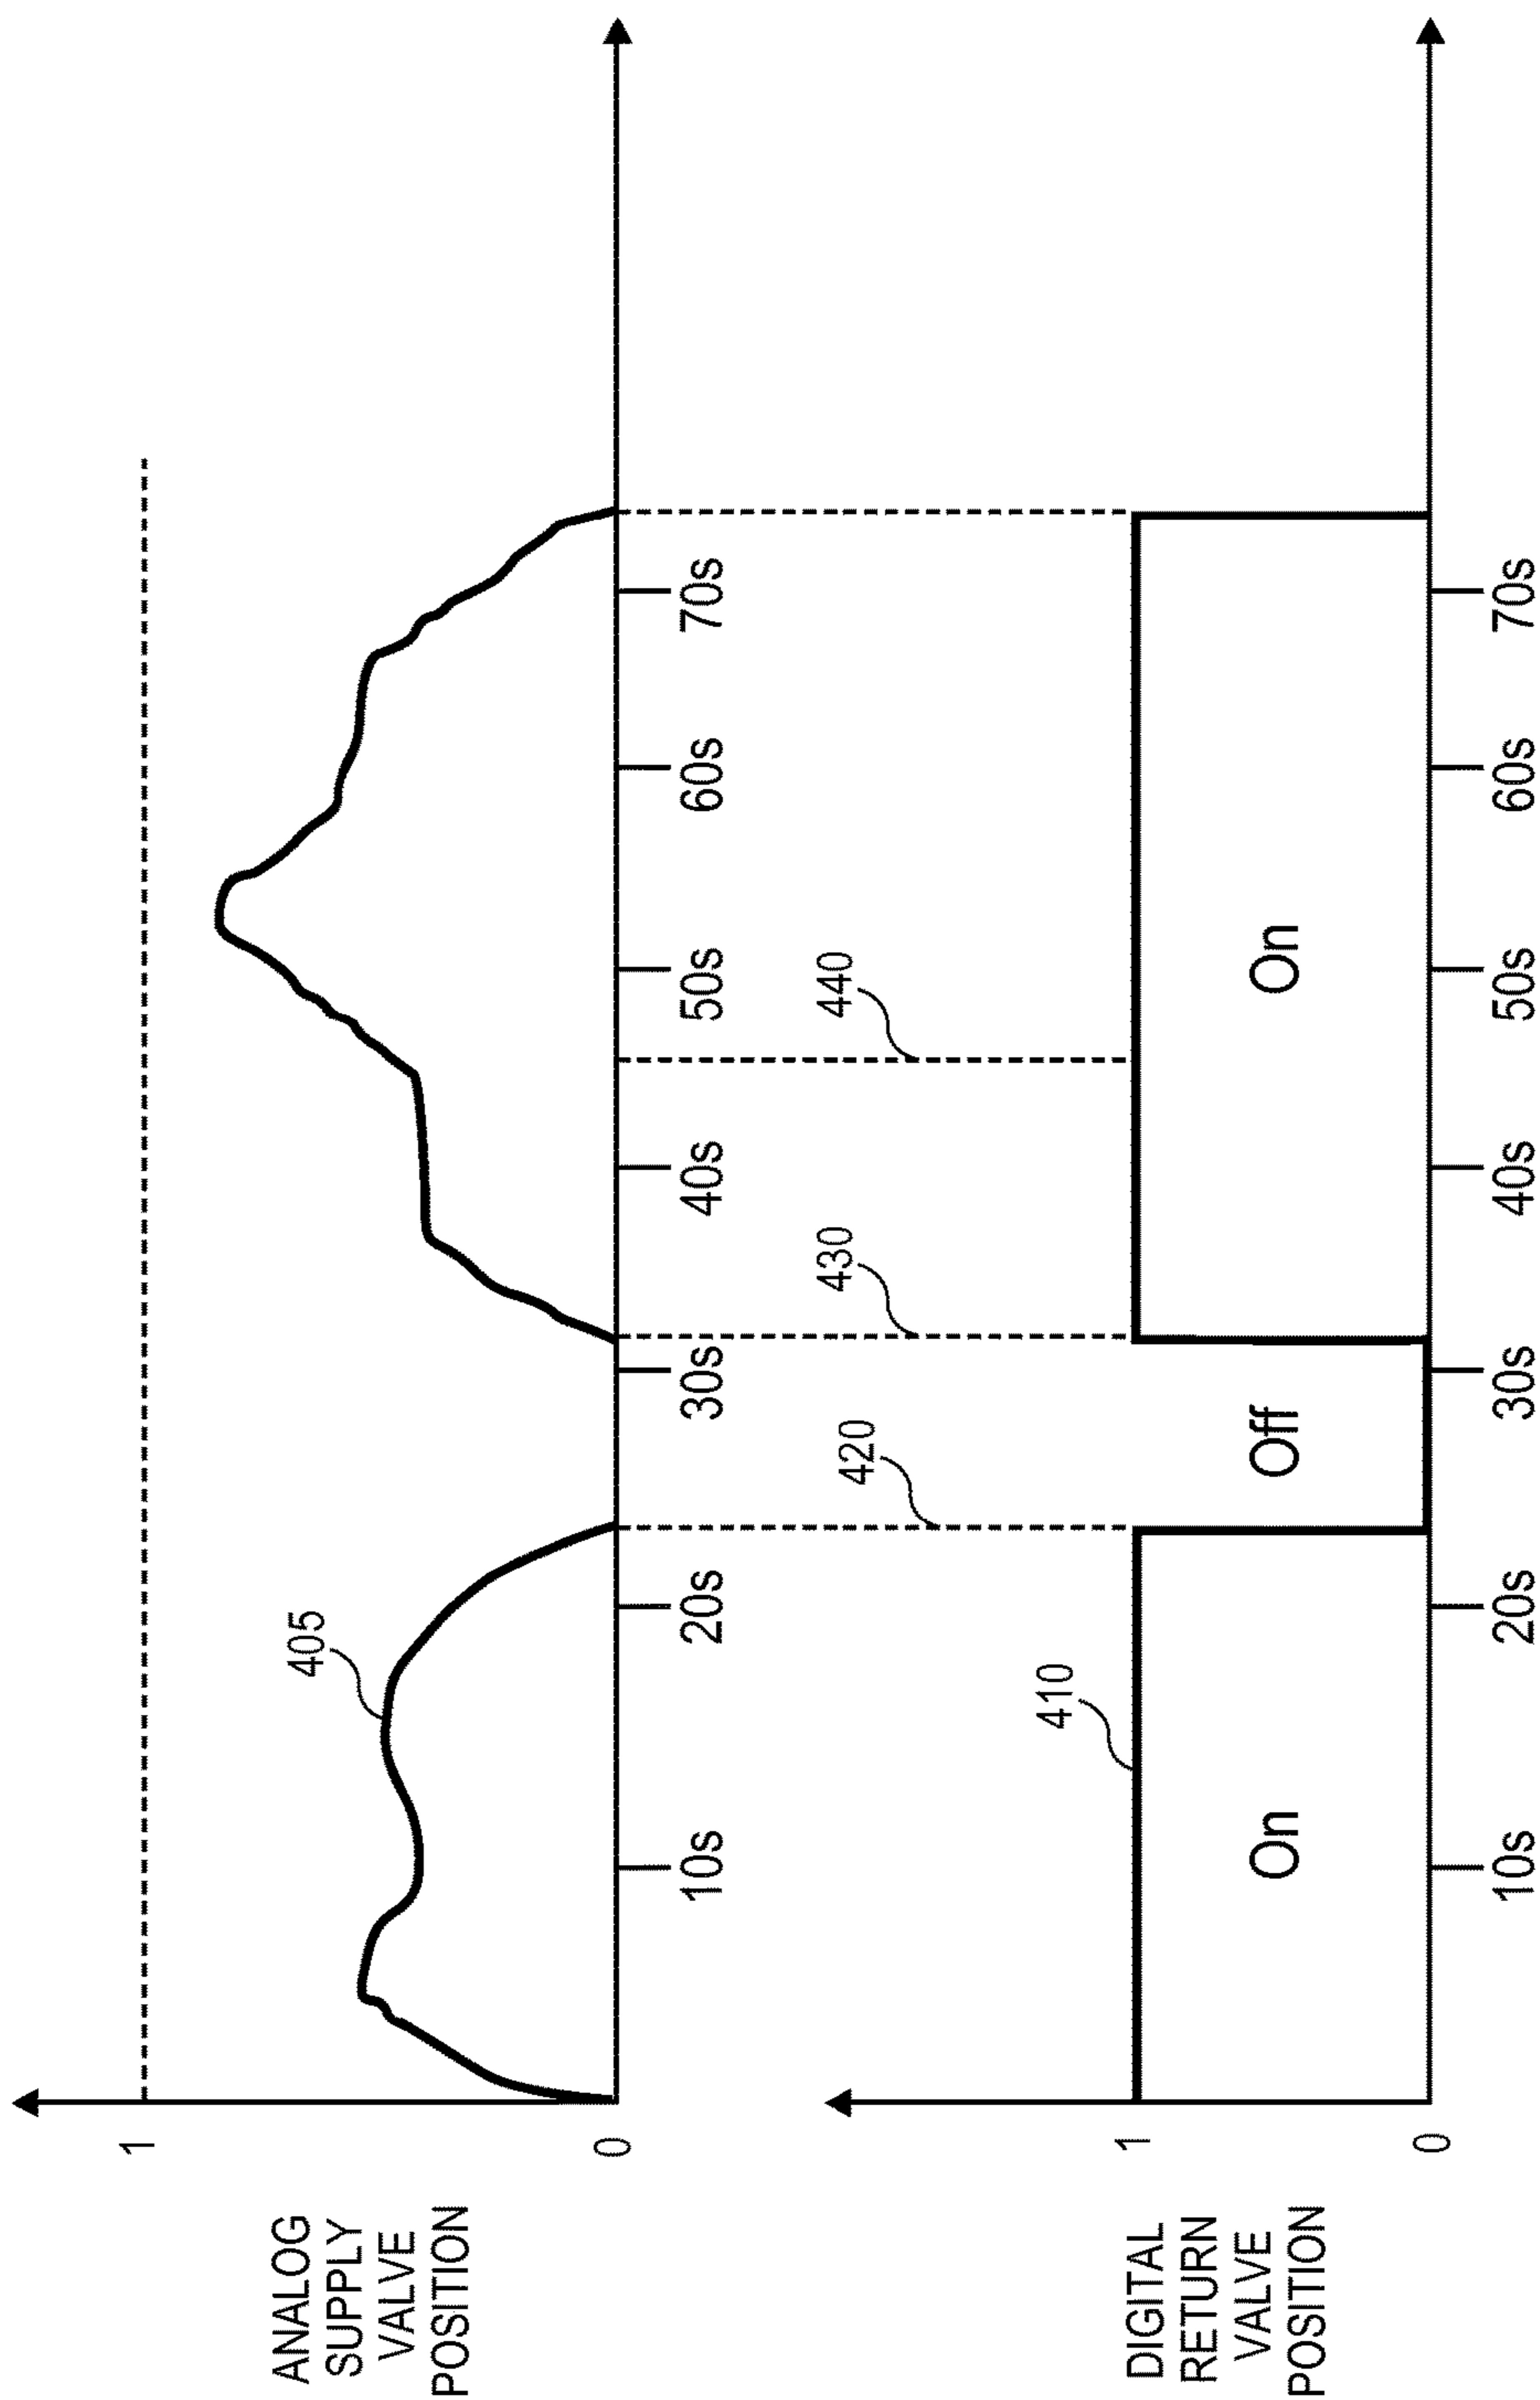 ANALOG
SUPPLY
VALVE
POSITION
1
0
405
10s 20s 30s 40s 50s 60s 70s
420
430
440
DIGITAL
RETURN
VALVE
POSITION
1
0
410
On Off On
10s 20s 30s 40s 50s 60s 70s